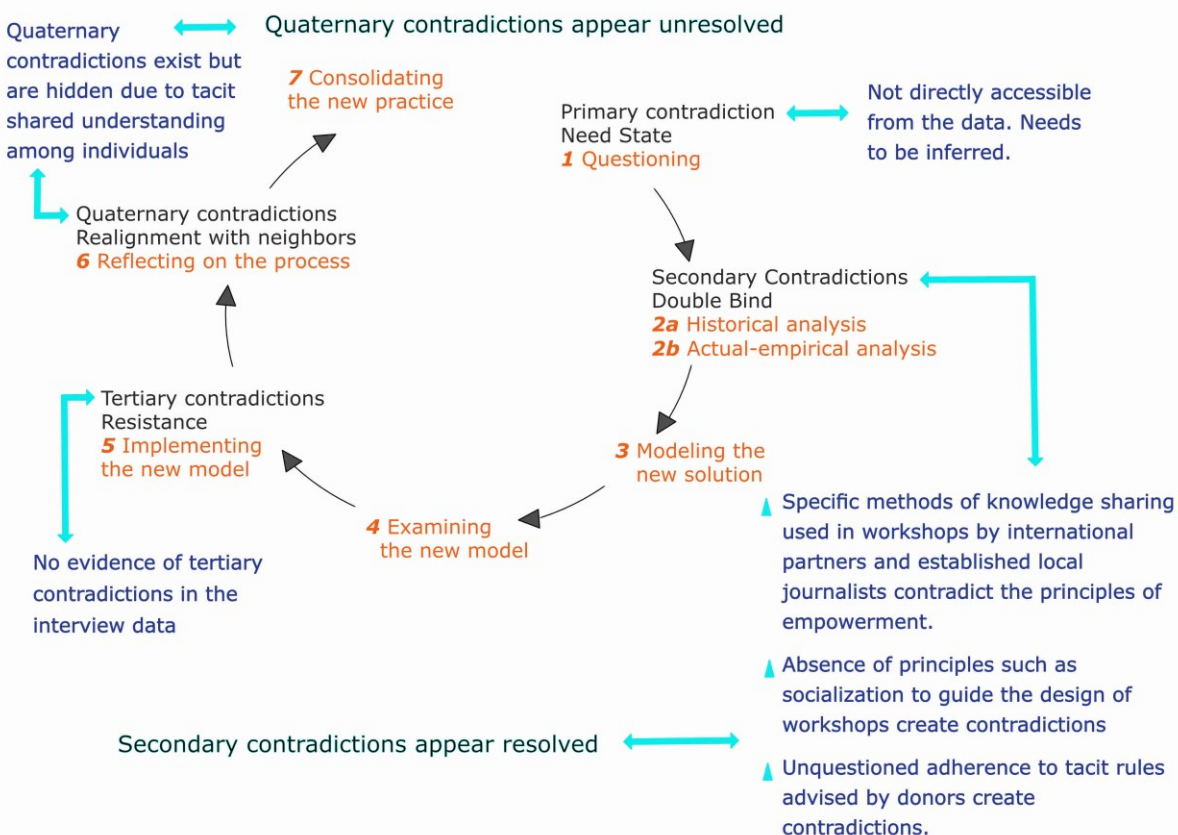 Quaternary
contradictions exist but
are hidden due to tacit
shared understanding
among individuals
Quaternary contradictions appear unresolved
7 Consolidating
the new practice
Primary contradiction
Need State
1 Questioning
Not directly accessible
from the data. Needs
to be inferred.
Quaternary contradictions
Realignment with neighbors
6 Reflecting on the process
Secondary Contradictions
Double Bind
2a Historical analysis
2b Actual-empirical analysis
Tertiary contradictions
Resistance
5 Implementing
the new model
3 Modeling the
new solution
4 Examining
the new model
No evidence of tertiary
contradictions in the
interview data
Specific methods of knowledge sharing
used in workshops by international
partners and established local
journalists contradict the principles of
empowerment.
Absence of principles such as
socialization to guide the design of
workshops create contradictions
Secondary contradictions appear resolved
Unquestioned adherence to tacit rules
advised by donors create
contradictions.